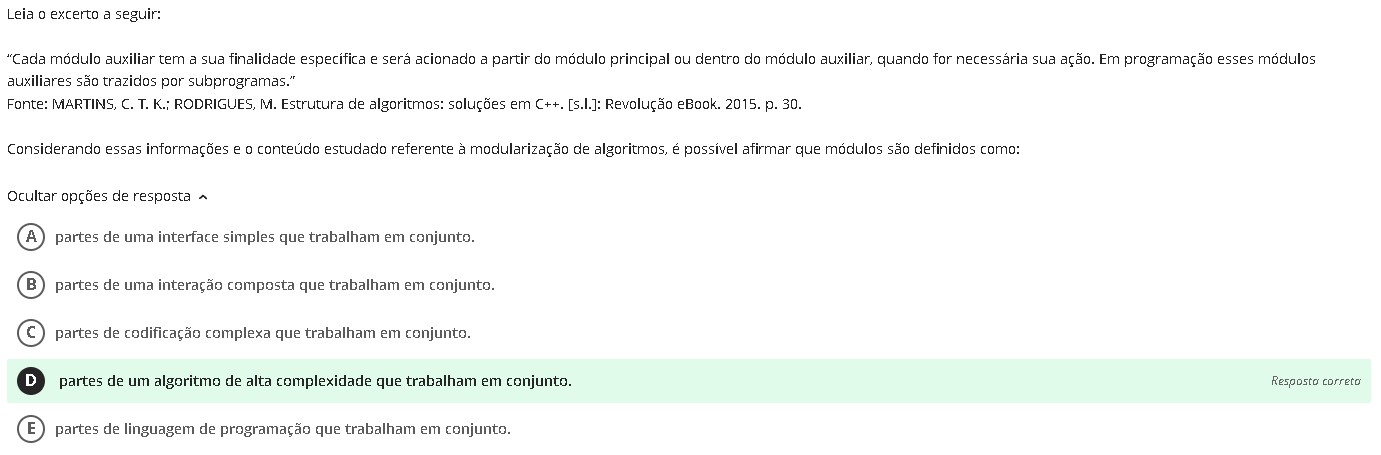 Leia o excerto a seguir:
“Cada módulo auxiliar tem a sua finalidade específica e será acionado a partir do módulo principal ou dentro do módulo auxiliar, quando for necessária sua ação. Em programação esses módulos
auxiliares são trazidos por subprogramas.”
Fonte: MARTINS, C. T. K.; RODRIGUES, M. Estrutura de algoritmos: soluções em C++. [s.l.]: Revolução eBook. 2015. p. 30.
Considerando essas informações e o conteúdo estudado referente à modularização de algoritmos, é possível afirmar que módulos são definidos como:
Ocultar opções de resposta
A partes de uma interface simples que trabalham em conjunto.
B partes de uma interação composta que trabalham em conjunto.
C partes de codificação complexa que trabalham em conjunto.
D partes de um algoritmo de alta complexidade que trabalham em conjunto. Resposta correta
E partes de linguagem de programação que trabalham em conjunto.